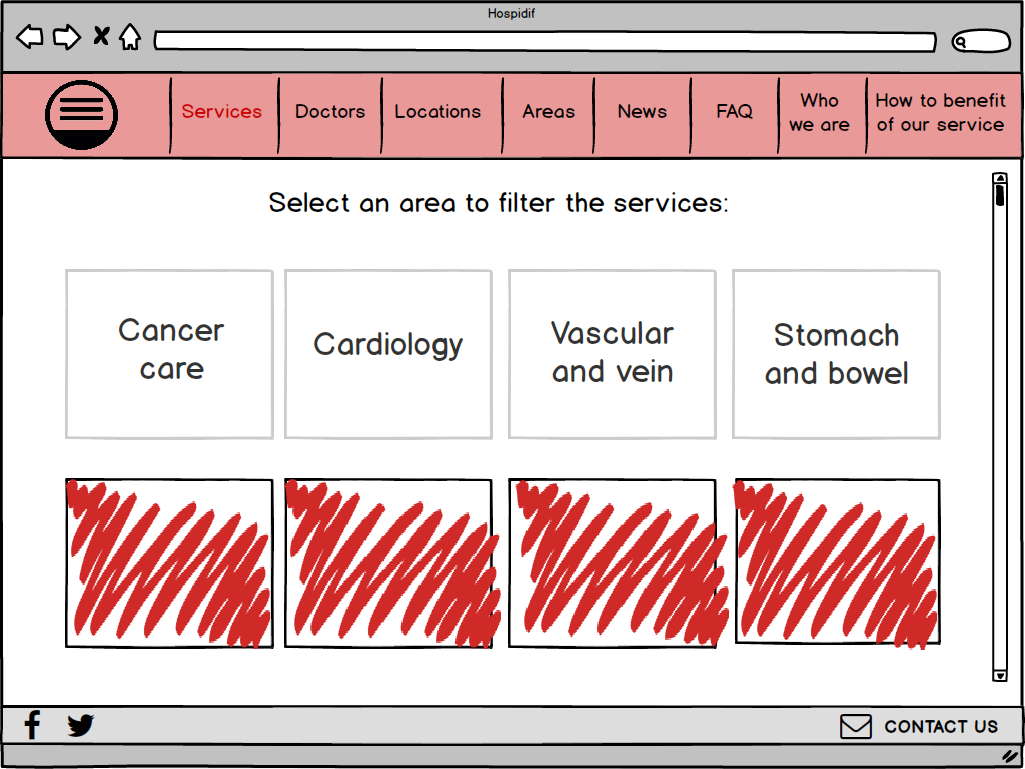 Hospidif
Services
Doctors
Locations
Areas
News
FAQ
Who
we are
How to benefit
of our service
Select an area to filter the services:
Cancer
care
Cardiology
Vascular
and vein
Stomach
and bowel
CONTACT US